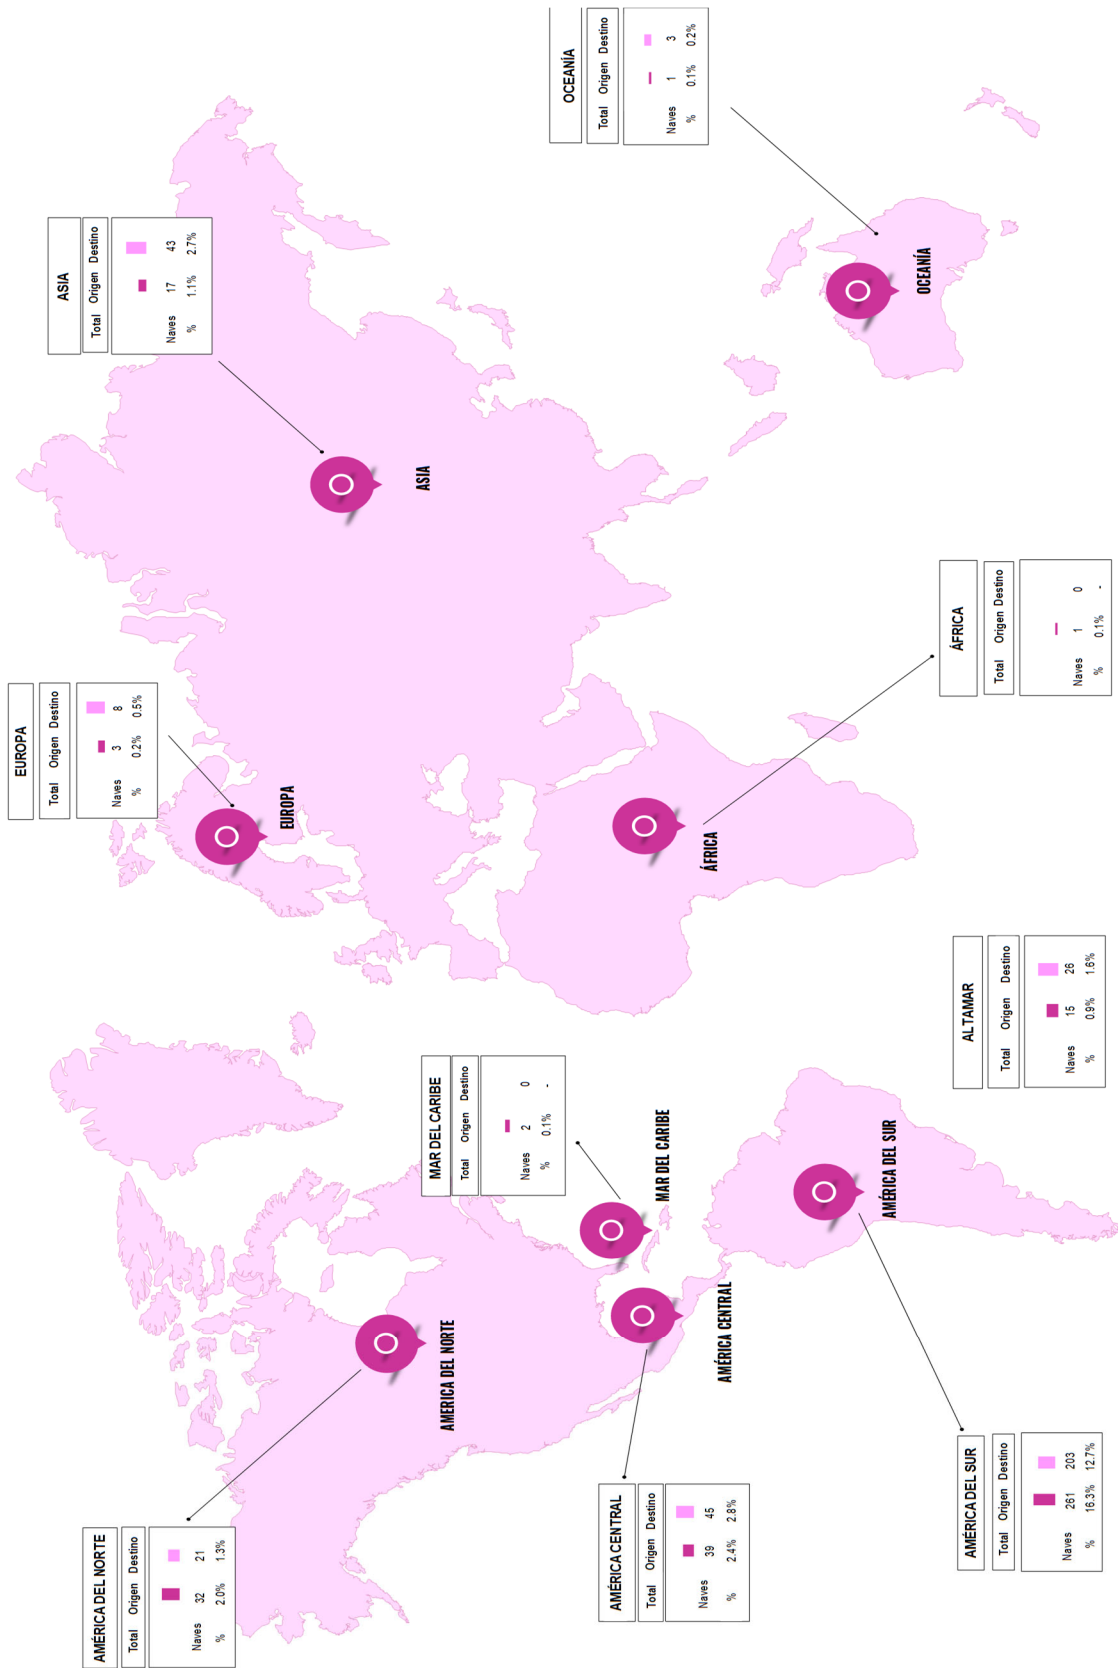 EUROPA
Total Origen Destino
Naves 3 8
% 0.2% 0.5%
ASIA
Total Origen Destino
Naves 17 43
% 1.1% 2.7%
OCEANÍA
Total Origen Destino
Naves 1 3
% 0.1% 0.2%
AMÉRICA DEL NORTE
Total Origen Destino
Naves 32 21
% 2.0% 1.3%
MAR DEL CARIBE
Total Origen Destino
Naves 2 0
% 0.1% -
AMÉRICA CENTRAL
Total Origen Destino
Naves 39 45
% 2.4% 2.8%
AMÉRICA DEL SUR
Total Origen Destino
Naves 261 203
% 16.3% 12.7%
ALTAMAR
Total Origen Destino
Naves 15 26
% 0.9% 1.6%
ÁFRICA
Total Origen Destino
Naves 1 0
% 0.1% -
EUROPA
ASIA
AMERICA DEL NORTE
MAR DEL CARIBE
AMÉRICA CENTRAL
ÁFRICA
AMÉRICA DEL SUR
OCEANÍA